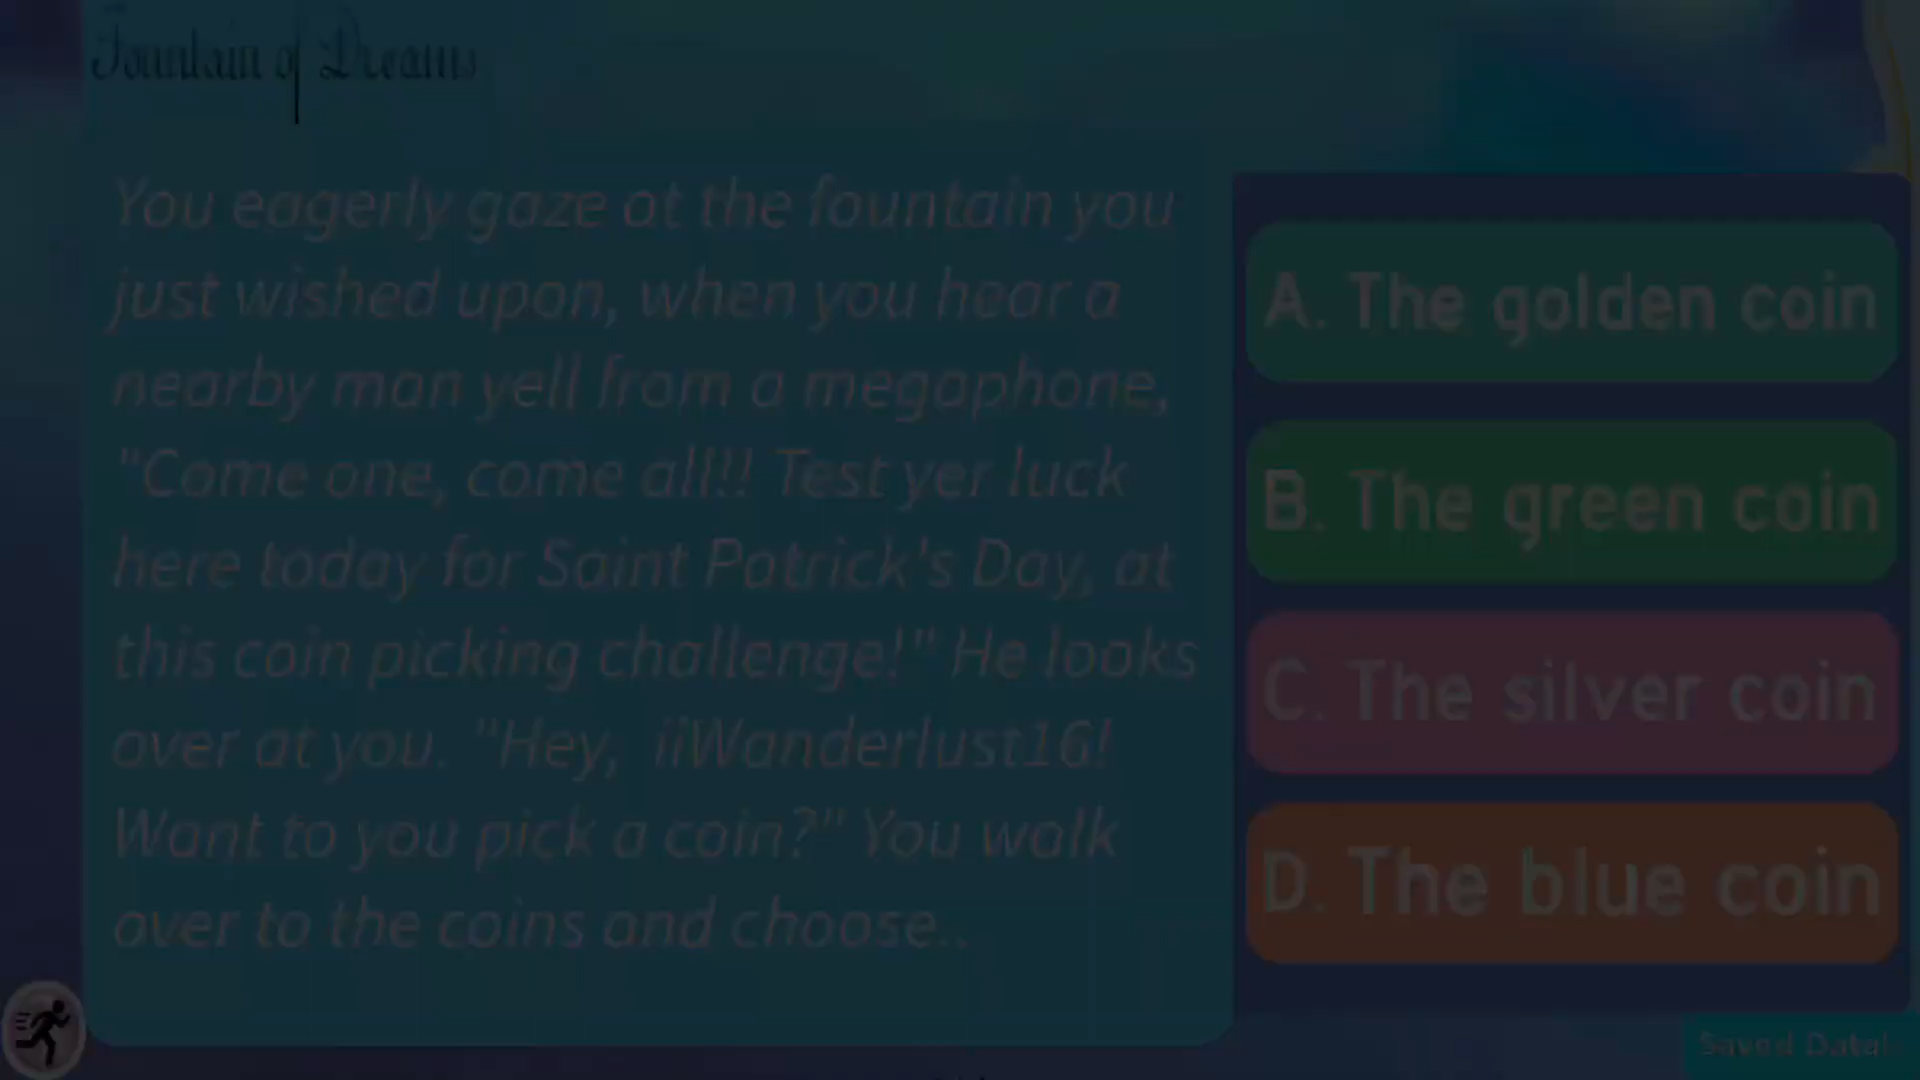 Fountain of Dreams
You eagerly gaze at the fountain you
just wished upon, when you hear a
nearby man yell from a megaphone,
"Come one, come all!!! Test yer luck
here today for Saint Patrick's Day, at
this coin picking challenge!" He looks
over at you. "Hey, iiWanderlust16!
Want to you pick a coin?" You walk
over to the coins and choose..
A. The golden coin
B. The green coin
C. The silver coin
D. The blue coin
Saved Data!